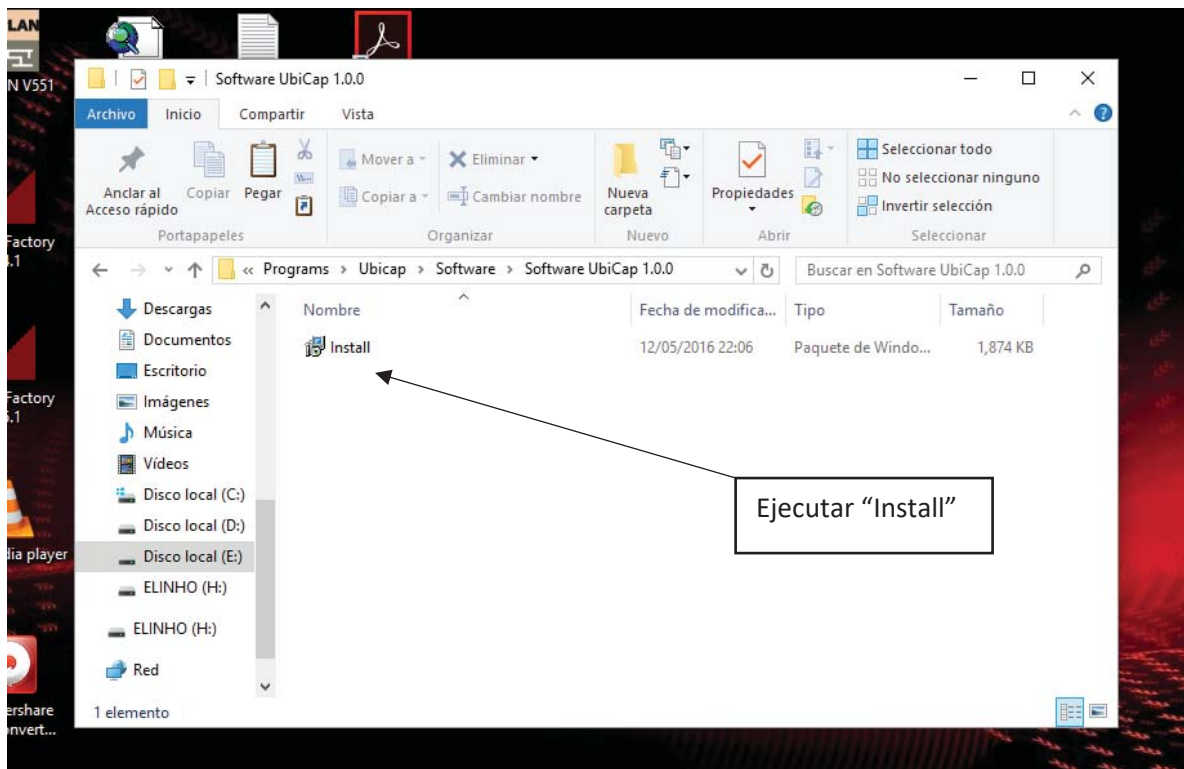 LAN
N V551
Factory
.1
Factory
.1
dia player
ershare
onvert...
Software UbiCap 1.0.0
Archivo Inicio Compartir Vista
Anclar al Acceso rápido
Copiar
Pegar
Portapapeles
Mover a
Copiar a
Eliminar
Cambiar nombre
Organizar
Nueva carpeta
Nuevo
Propiedades
Abrir
Seleccionar todo
No seleccionar ninguno
Invertir selección
Seleccionar
« Programs › Ubicap › Software › Software UbiCap 1.0.0
Buscar en Software UbiCap 1.0.0
Descargas
Documentos
Escritorio
Imágenes
Música
Vídeos
Disco local (C:)
Disco local (D:)
Disco local (E:)
ELINHO (H:)
ELINHO (H:)
Red
Nombre Fecha de modifica... Tipo Tamaño
Install 12/05/2016 22:06 Paquete de Windo... 1,874 KB
Ejecutar “Install”
1 elemento